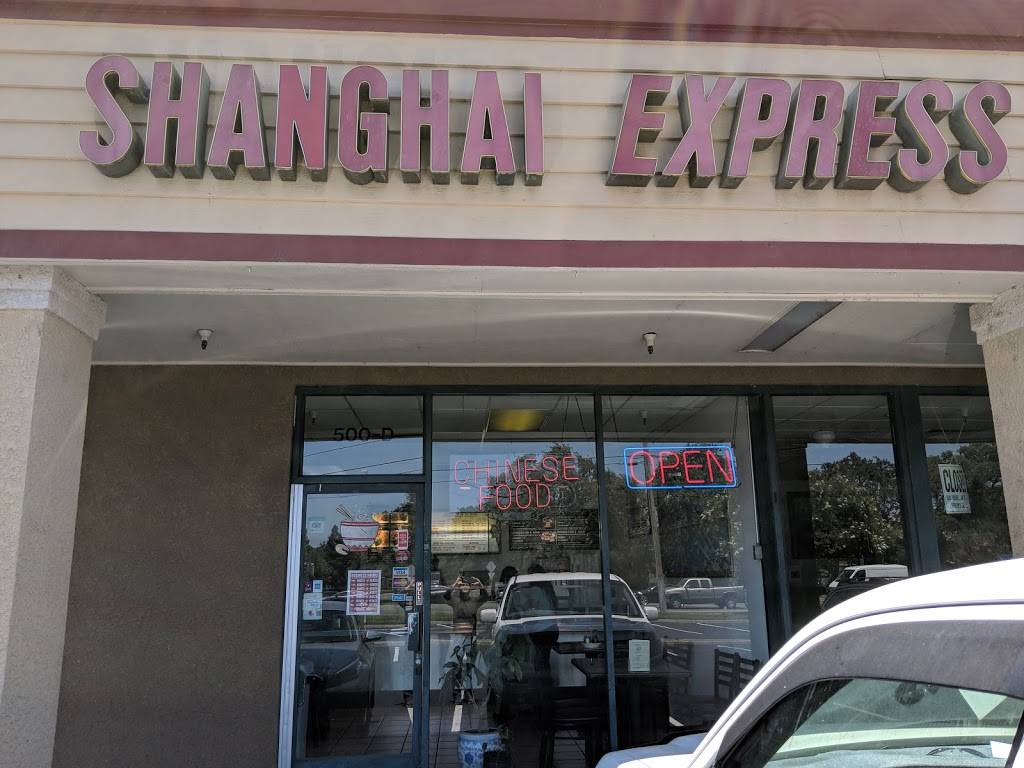 SHANGHAI EXPRESS
500-D
CHINESE
FOOD
OPEN